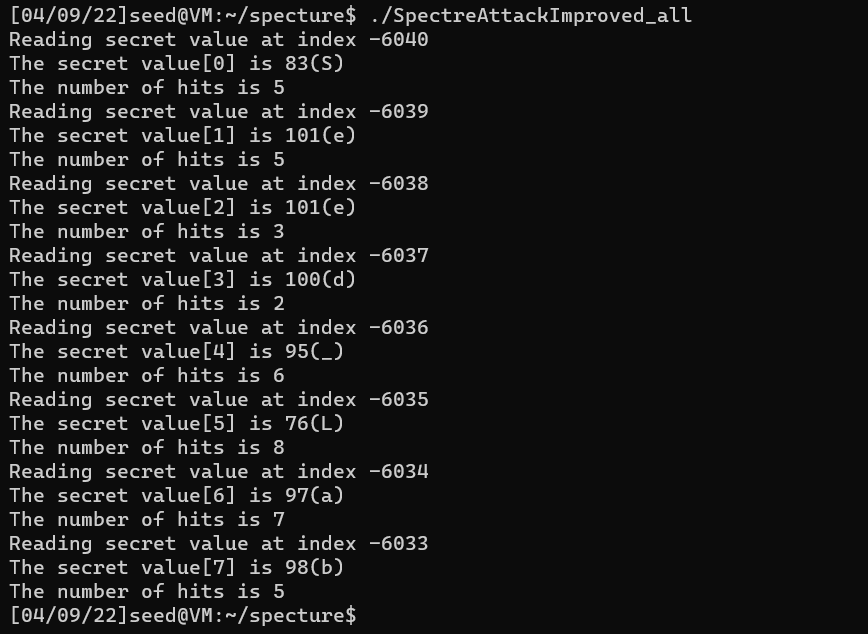 [04/09/22]seed@VM:~/specture$ ./SpectreAttackImproved_all
Reading secret value at index -6040
The secret value[0] is 83(S)
The number of hits is 5
Reading secret value at index -6039
The secret value[1] is 101(e)
The number of hits is 5
Reading secret value at index -6038
The secret value[2] is 101(e)
The number of hits is 3
Reading secret value at index -6037
The secret value[3] is 100(d)
The number of hits is 2
Reading secret value at index -6036
The secret value[4] is 95(_)
The number of hits is 6
Reading secret value at index -6035
The secret value[5] is 76(L)
The number of hits is 8
Reading secret value at index -6034
The secret value[6] is 97(a)
The number of hits is 7
Reading secret value at index -6033
The secret value[7] is 98(b)
The number of hits is 5
[04/09/22]seed@VM:~/specture$